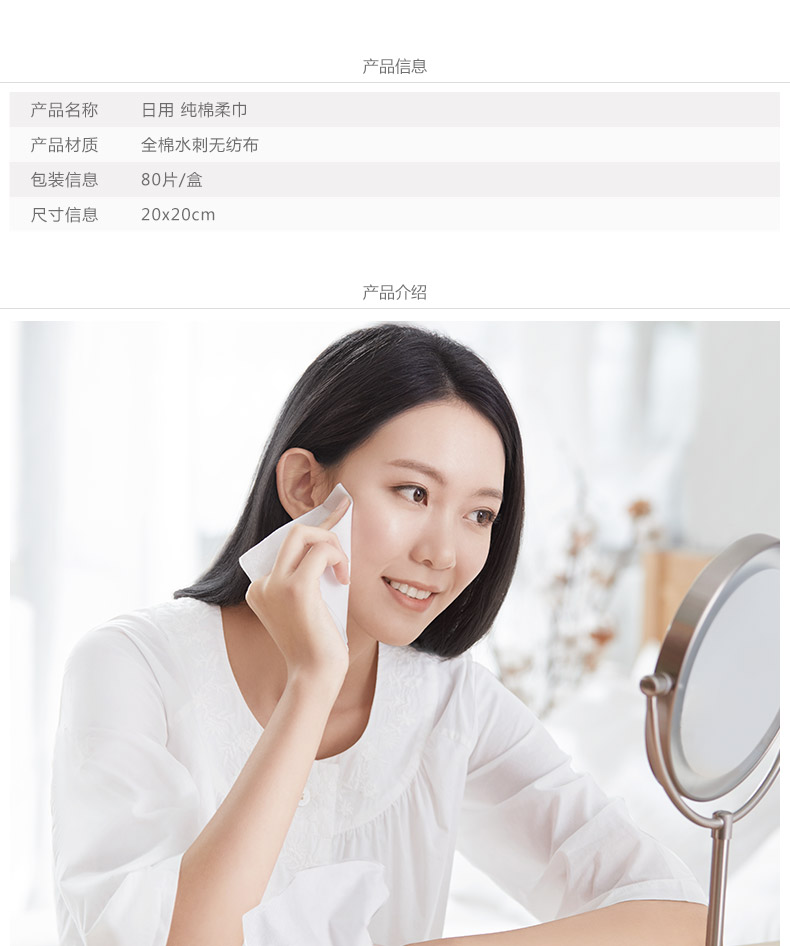 产品信息
产品名称 日用 纯棉柔巾
产品材质 全棉水刺无纺布
包装信息 80片/盒
尺寸信息 20x20cm
产品介绍